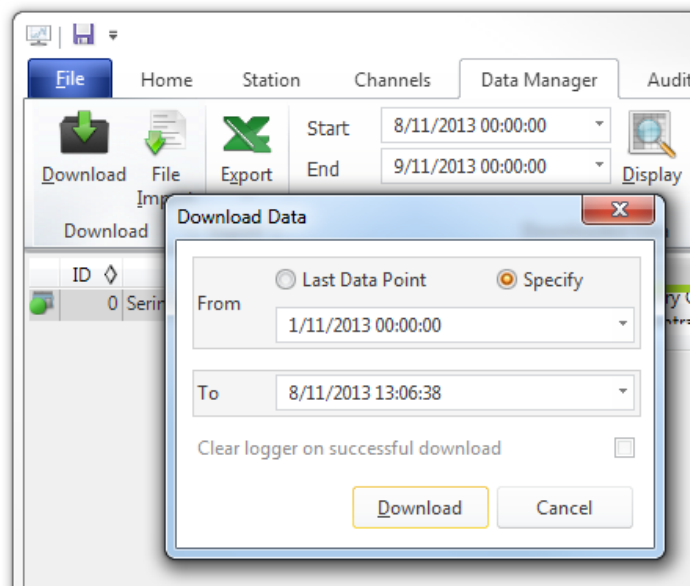 File Home Station Channels Data Manager Audit
Start 8/11/2013 00:00:00
Download File Export End 9/11/2013 00:00:00 Display
Download
Download Data
X
ID
Last Data Point Specify
From
0 1/11/2013 00:00:00
To 8/11/2013 13:06:38
Clear logger on successful download
Download Cancel